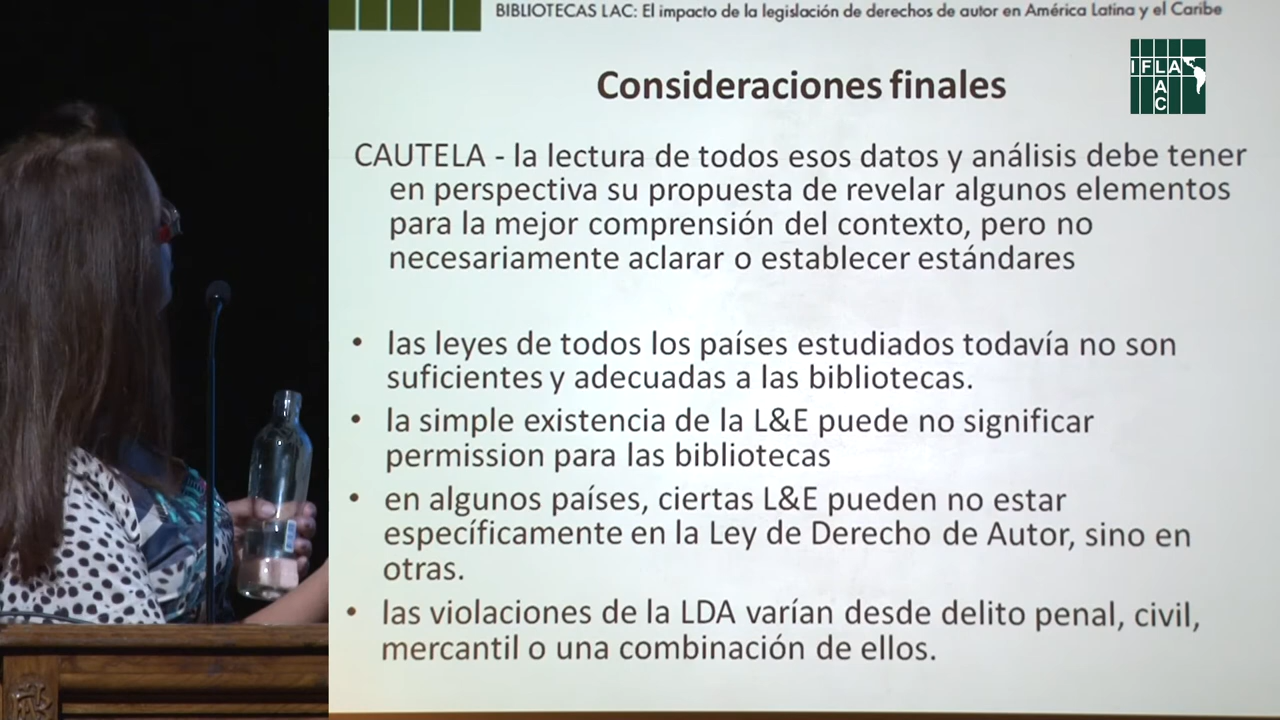 BIBLIOTECAS LAC: El impacto de la legislación de derechos de autor en América Latina y el Caribe
IFLA
LAC
Consideraciones finales
CAUTELA - la lectura de todos esos datos y análisis debe tener
en perspectiva su propuesta de revelar algunos elementos
para la mejor comprensión del contexto, pero no
necesariamente aclarar o establecer estándares
• las leyes de todos los países estudiados todavía no son
suficientes y adecuadas a las bibliotecas.
• la simple existencia de la L&E puede no significar
permission para las bibliotecas
• en algunos países, ciertas L&E pueden no estar
específicamente en la Ley de Derecho de Autor, sino en
otras.
• las violaciones de la LDA varían desde delito penal, civil,
mercantil o una combinación de ellos.